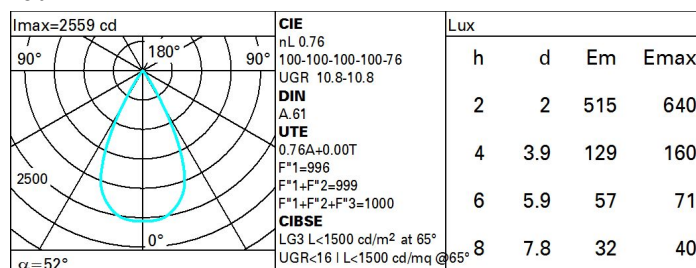 Imax=2559 cd
90° 180° 90°
2500
0°
α=52°
CIE
nL 0.76
100-100-100-100-76
UGR 10.8-10.8
DIN
A.61
UTE
0.76A+0.00T
F"1=996
F"1+F"2=999
F"1+F"2+F"3=1000
CIBSE
LG3 L<1500 cd/m² at 65°
UGR<16 | L<1500 cd/mq @65°
Lux
h d Em Emax
2 2 515 640
4 3.9 129 160
6 5.9 57 71
8 7.8 32 40